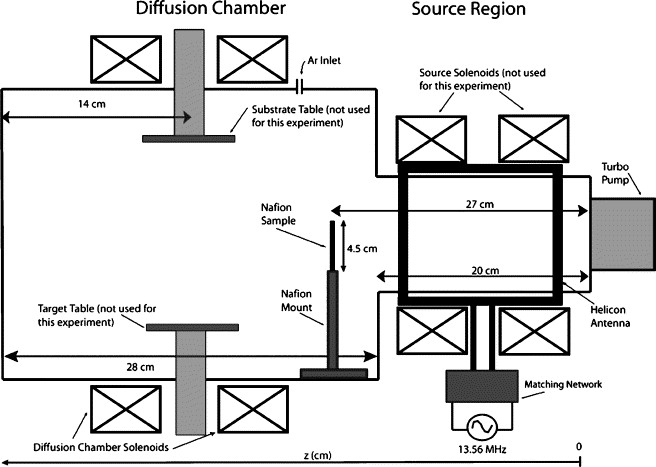 Diffusion Chamber
Source Region
Ar Inlet
Source Solenoids (not used
for this experiment)
14 cm
Substrate Table (not used
for this experiment)
Turbo
Pump
27 cm
Nafion
Sample
4.5 cm
20 cm
Target Table (not used for
this experiment)
Nafion
Mount
Helicon
Antenna
28 cm
Matching Network
Diffusion Chamber Solenoids
13.56 MHz
z (cm)
0